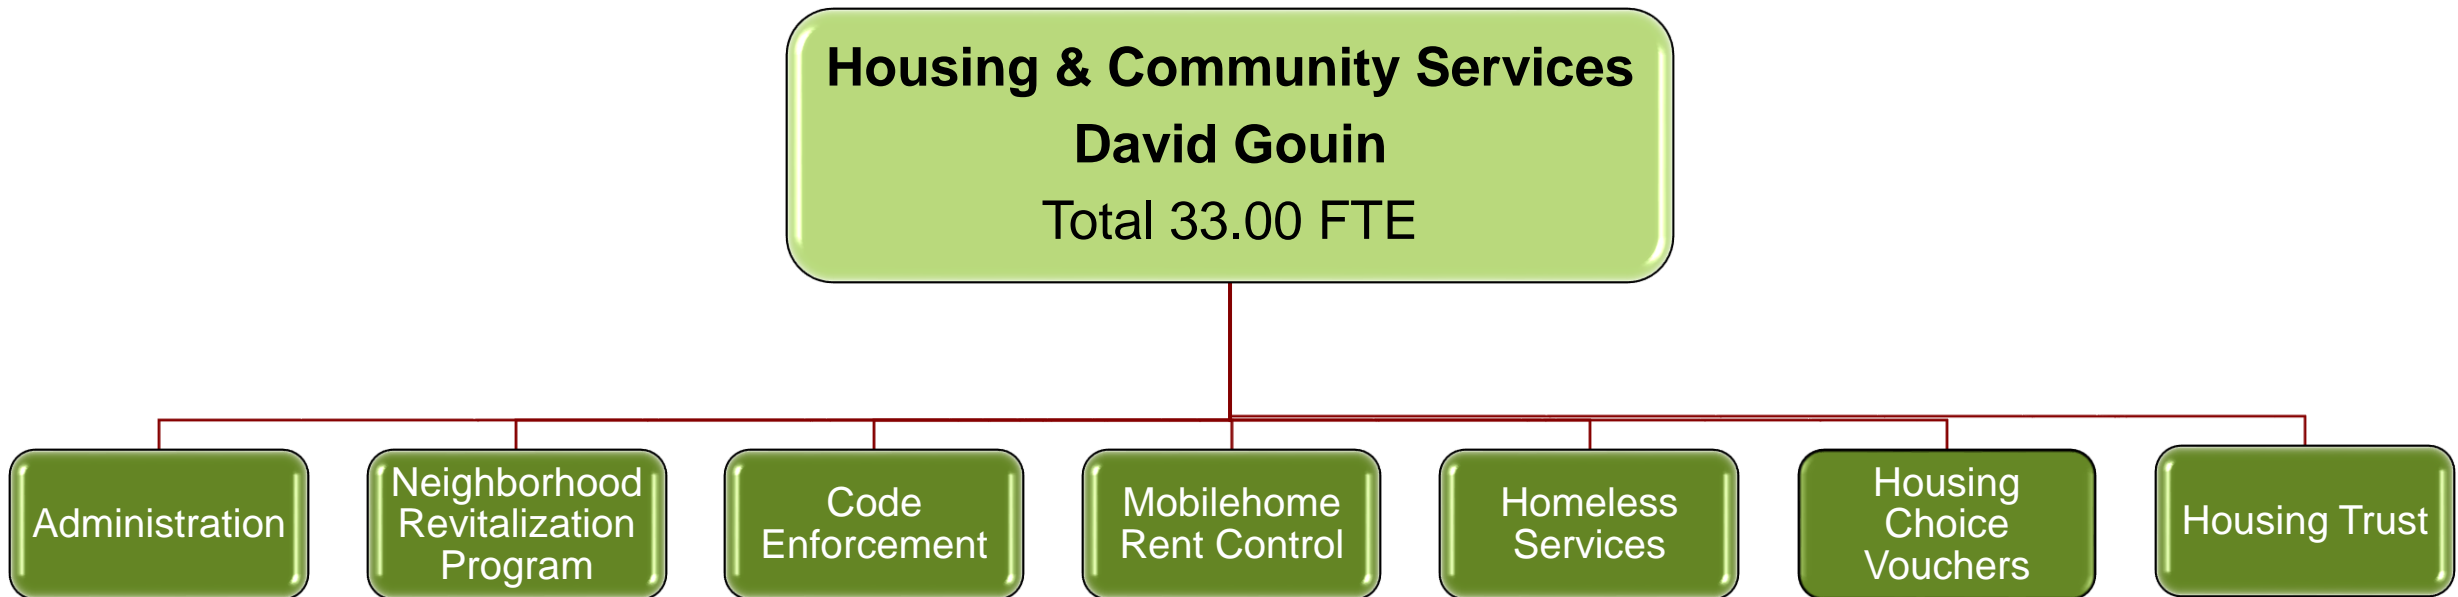 Housing & Community Services
David Gouin
Total 33.00 FTE
Administration
Neighborhood
Revitalization
Program
Code
Enforcement
Mobilehome
Rent Control
Homeless
Services
Housing
Choice
Vouchers
Housing Trust